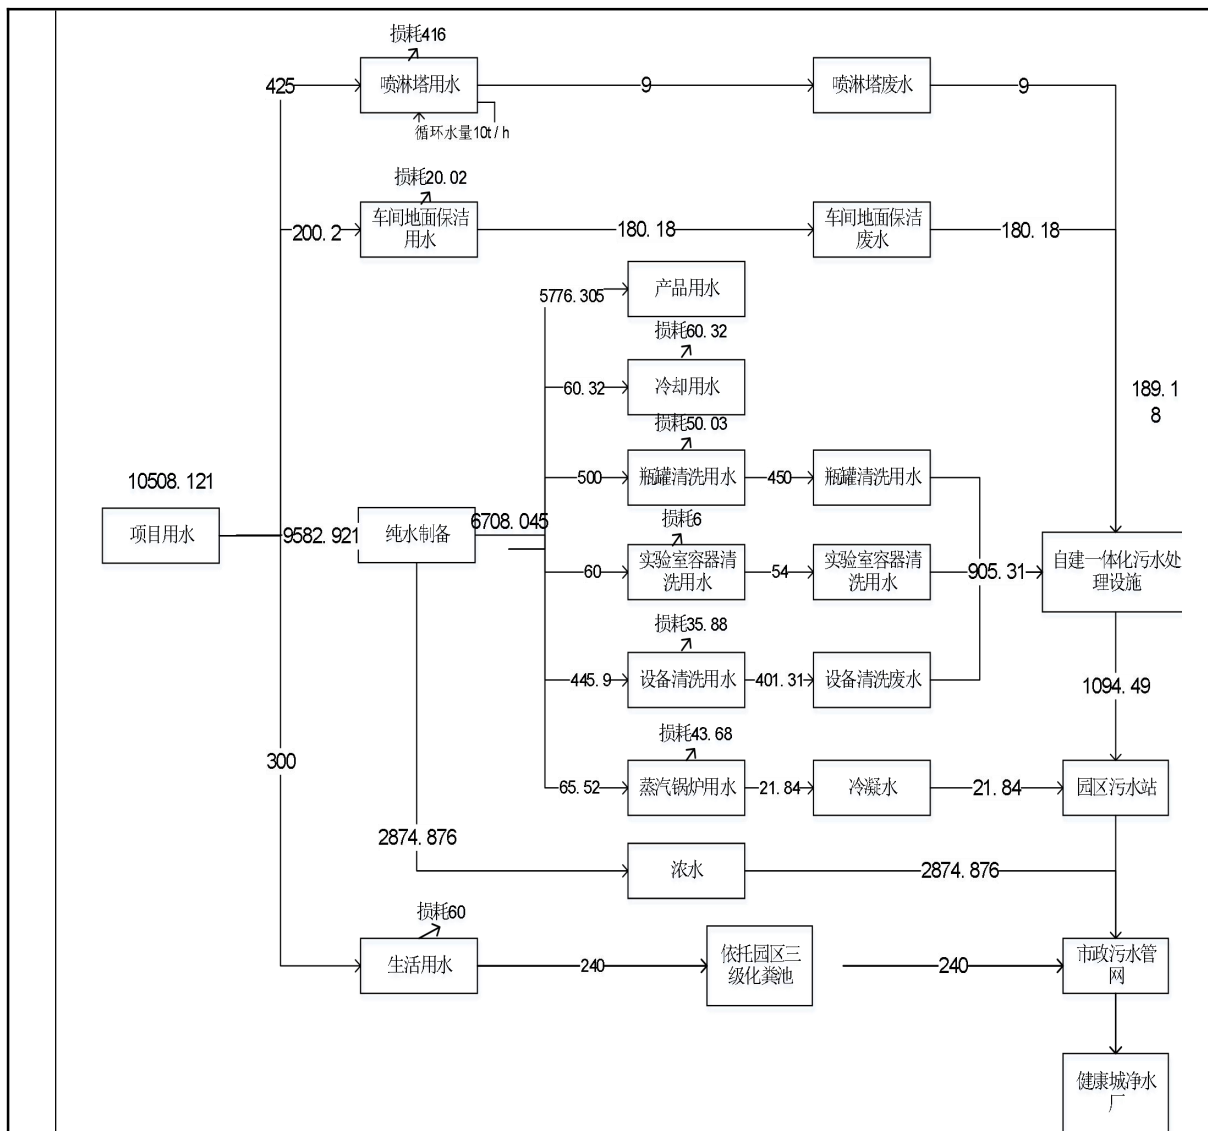 损耗416
425
喷淋塔用水
9
喷淋塔废水
9
循环水量10t/h
损耗20.02
200.2
车间地面保洁
用水
180.18
车间地面保洁
废水
180.18
5776.305
产品用水
损耗60.32
60.32
冷却用水
189.1
8
损耗50.03
500
瓶罐清洗用水
450
瓶罐清洗用水
10508.121
项目用水
9582.921
纯水制备
6708.045
损耗6
60
实验室容器清
洗用水
54
实验室容器清
洗用水
905.31
自建一体化污水处
理设施
损耗35.88
445.9
设备清洗用水
401.31
设备清洗废水
1094.49
损耗43.68
300
65.52
蒸汽锅炉用水
21.84
冷凝水
21.84
园区污水站
2874.876
浓水
2874.876
损耗60
生活用水
240
依托园区三
级化粪池
240
市政污水管
网
健康城净水
厂